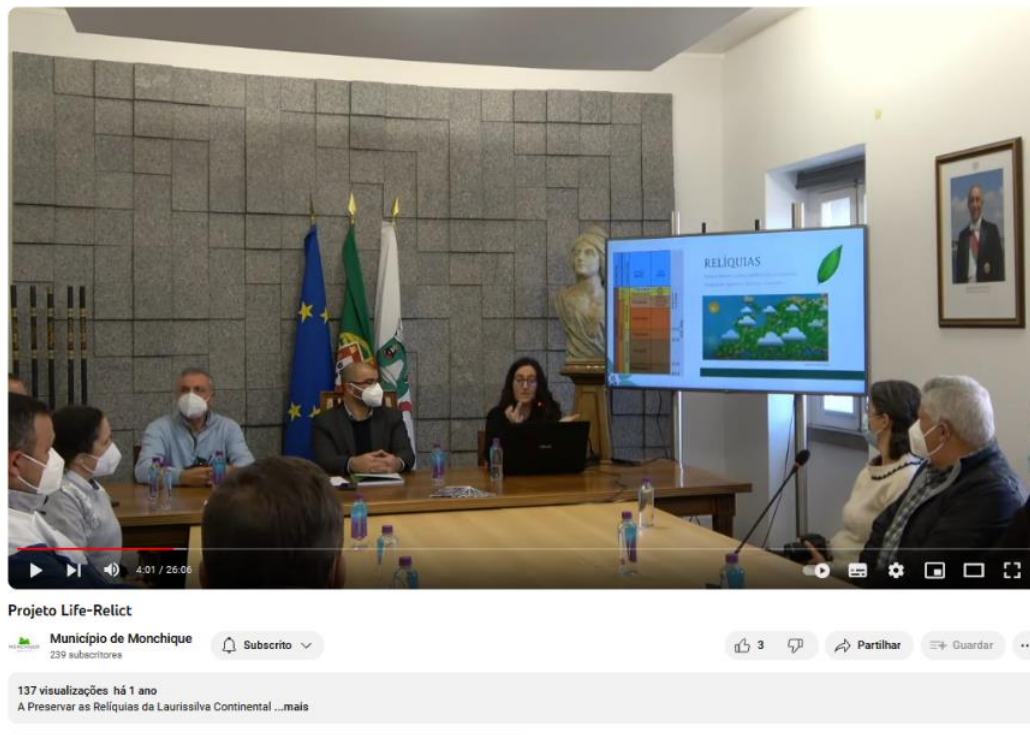 RELÍQUIAS
4:01 / 26:06
Projeto Life-Relict
Município de Monchique
239 subscritores
Subscrito
3
Partilhar
Guardar
137 visualizações há 1 ano
A Preservar as Relíquias da Laurissilva Continental ...mais